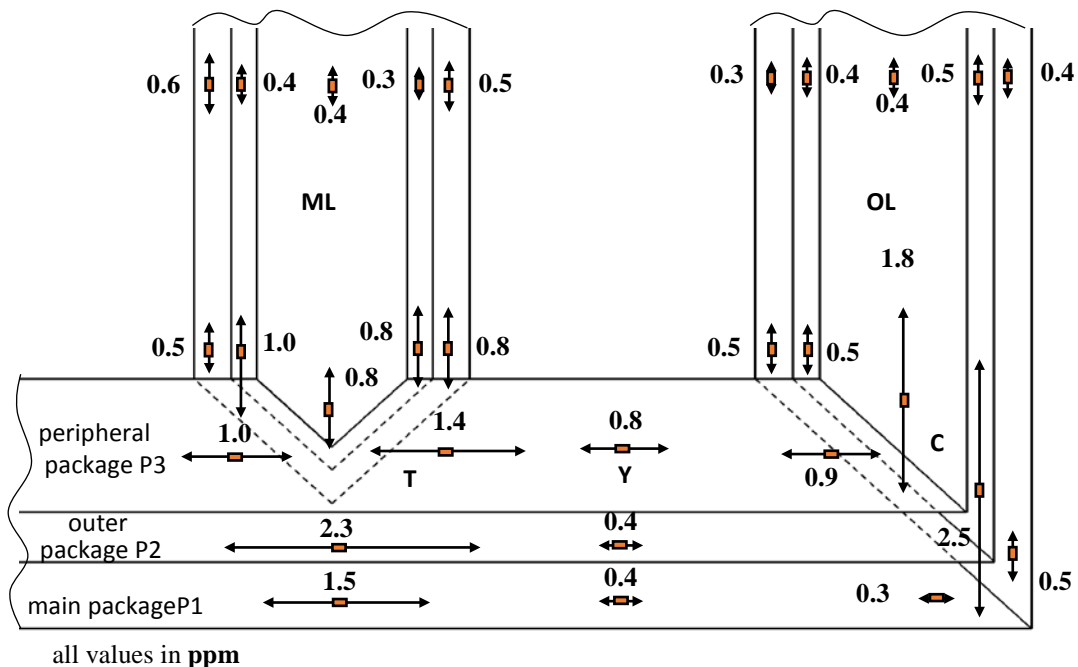 0.6 0.4 0.3 0.5 0.3 0.4 0.5 0.4
0.4 0.4
ML OL
1.8
0.5 1.0 0.8 0.8 0.5 0.5
0.8
peripheral 1.0 1.4 0.8 C
package P3 T Y 0.9
outer 2.3 0.4 2.5
package P2
main packageP1 1.5 0.4 0.3 0.5
all values in ppm